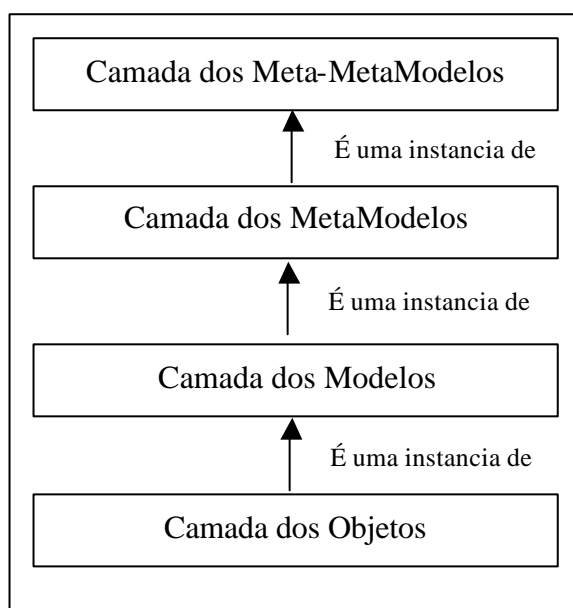 Camada dos Meta-MetaModelos
É uma instancia de
Camada dos MetaModelos
É uma instancia de
Camada dos Modelos
É uma instancia de
Camada dos Objetos